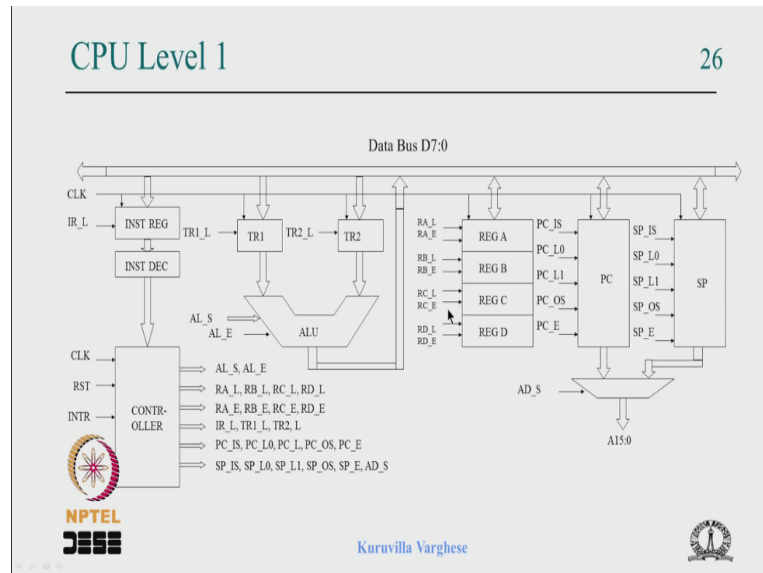 CPU Level 1
26
Data Bus D7:0
CLK
IR_L
INST REG
INST DEC
TR1_L
TR1
TR2_L
TR2
AL_S
AL_E
ALU
RA_L
RA_E
RB_L
RB_E
RC_L
RC_E
RD_L
RD_E
REG A
REG B
REG C
REG D
PC_IS
PC_L0
PC_L1
PC_OS
PC_E
PC
SP_IS
SP_L0
SP_L1
SP_OS
SP_E
SP
AD_S
A15:0
CLK
RST
INTR
CONTR-
OLLER
AL_S, AL_E
RA_L, RB_L, RC_L, RD_L
RA_E, RB_E, RC_E, RD_E
IR_L, TR1_L, TR2, L
PC_IS, PC_L0, PC_L, PC_OS, PC_E
SP_IS, SP_L0, SP_L1, SP_OS, SP_E, AD_S
NPTEL
DESE
Kuruvilla Varghese